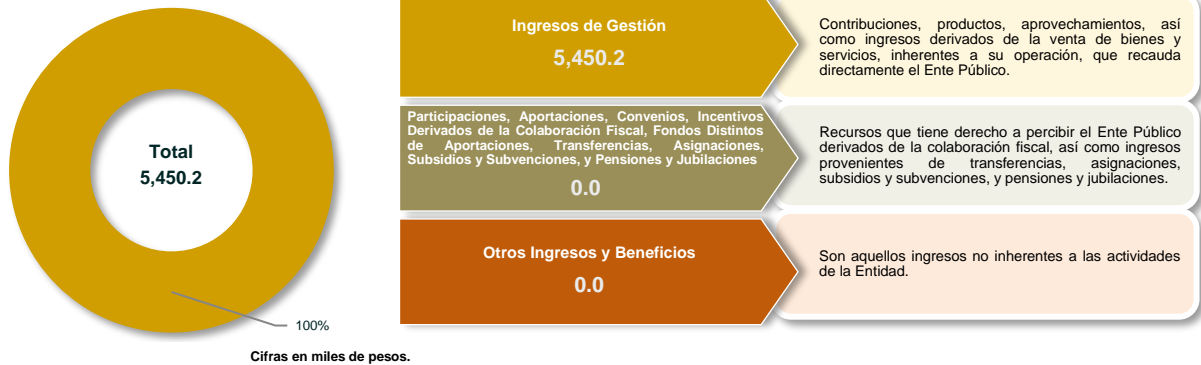 Total
5,450.2
100%
Cifras en miles de pesos.
Ingresos de Gestión
5,450.2
Contribuciones, productos, aprovechamientos, así
como ingresos derivados de la venta de bienes y
servicios, inherentes a su operación, que recauda
directamente el Ente Público.
Participaciones, Aportaciones, Convenios, Incentivos
Derivados de la Colaboración Fiscal, Fondos Distintos
de Aportaciones, Transferencias, Asignaciones,
Subsidios y Subvenciones, y Pensiones y Jubilaciones
0.0
Recursos que tiene derecho a percibir el Ente Público
derivados de la colaboración fiscal, así como ingresos
provenientes de transferencias, asignaciones,
subsidios y subvenciones, y pensiones y jubilaciones.
Otros Ingresos y Beneficios
0.0
Son aquellos ingresos no inherentes a las actividades
de la Entidad.